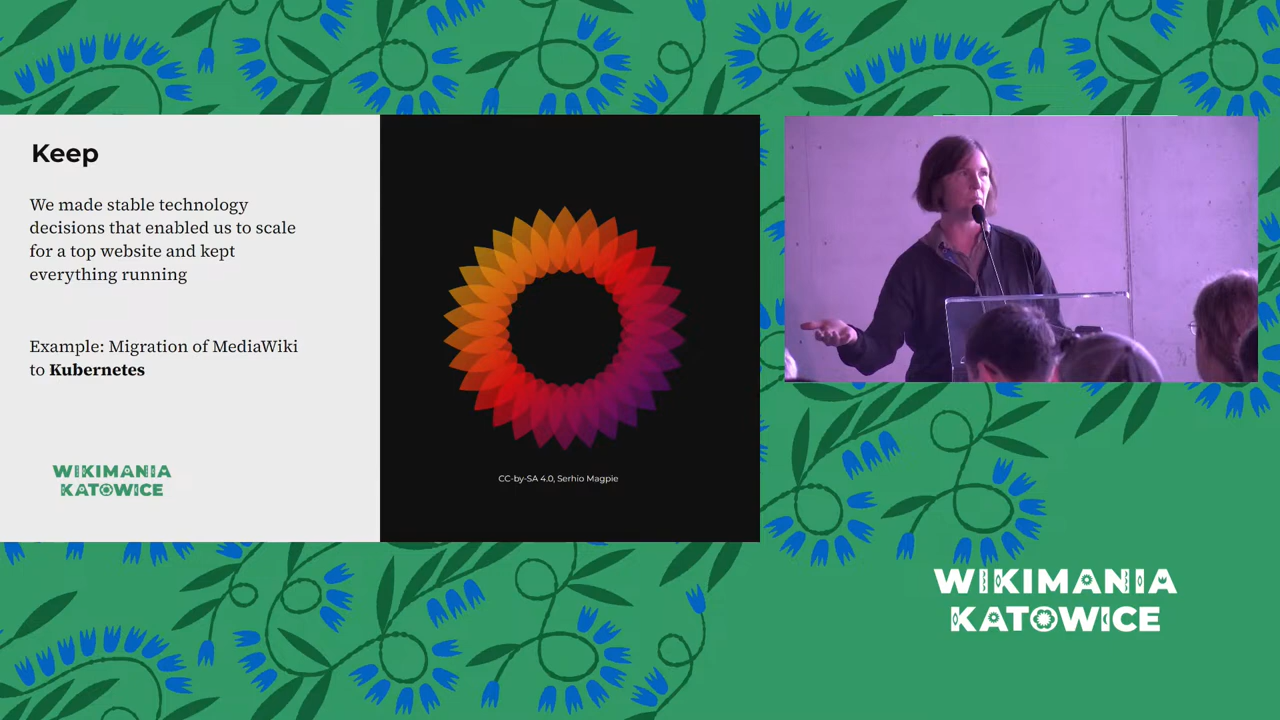 Keep
We made stable technology
decisions that enabled us to scale
for a top website and kept
everything running
Example: Migration of MediaWiki
to Kubernetes
WIKIMANIA
KATOWICE
CC-by-SA 4.0, Serhio Magpie
WIKIMANIA
KATOWICE